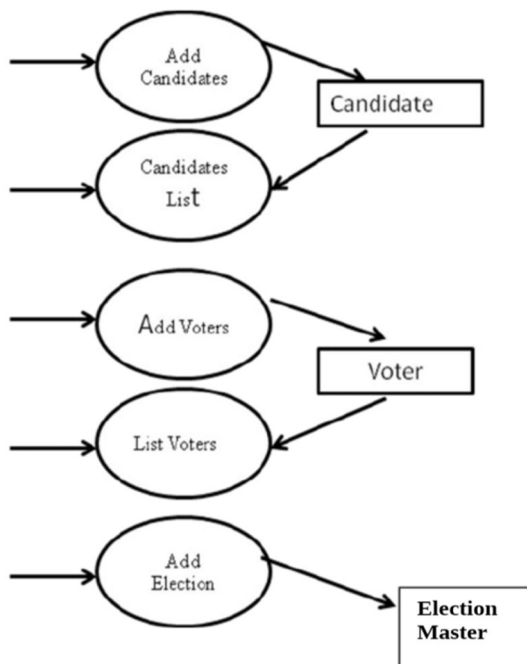 Add
Candidates
Candidate
Candidates
List
Add Voters
Voter
List Voters
Add
Election
Election
Master